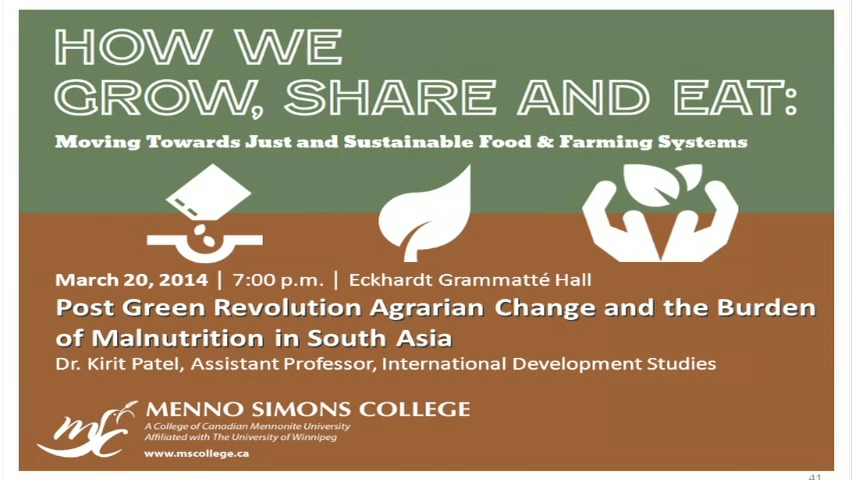 HOW WE
GROW, SHARE AND EAT:
Moving Towards Just and Sustainable Food & Farming Systems
March 20, 2014 | 7:00 p.m. | Eckhardt Grammatté Hall
Post Green Revolution Agrarian Change and the Burden
of Malnutrition in South Asia
Dr. Kirit Patel, Assistant Professor, International Development Studies
msc
MENNO SIMONS COLLEGE
A College of Canadian Mennonite University
Affiliated with The University of Winnipeg
www.mscollege.ca
41